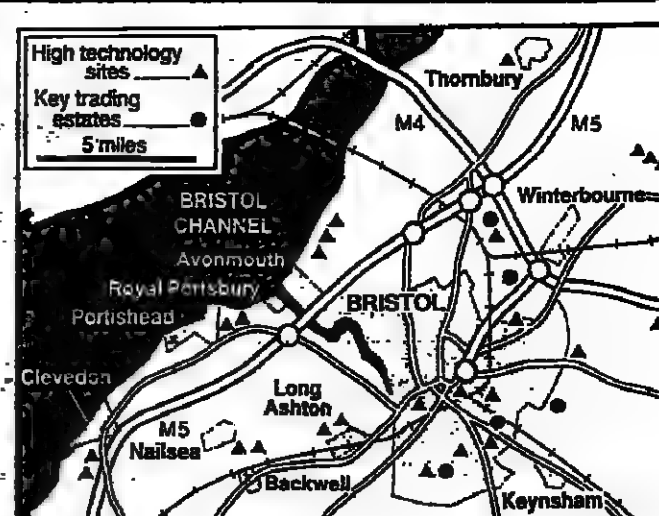 High technology
sites
Key trading
estates
5 miles
Thornbury
M4
M5
Winterbourne
BRISTOL
CHANNEL
Avonmouth
Royal Portsbury
Portishead
BRISTOL
Clevedon
Long
Ashton
M5
Nailsea
Backwell
Keynsham